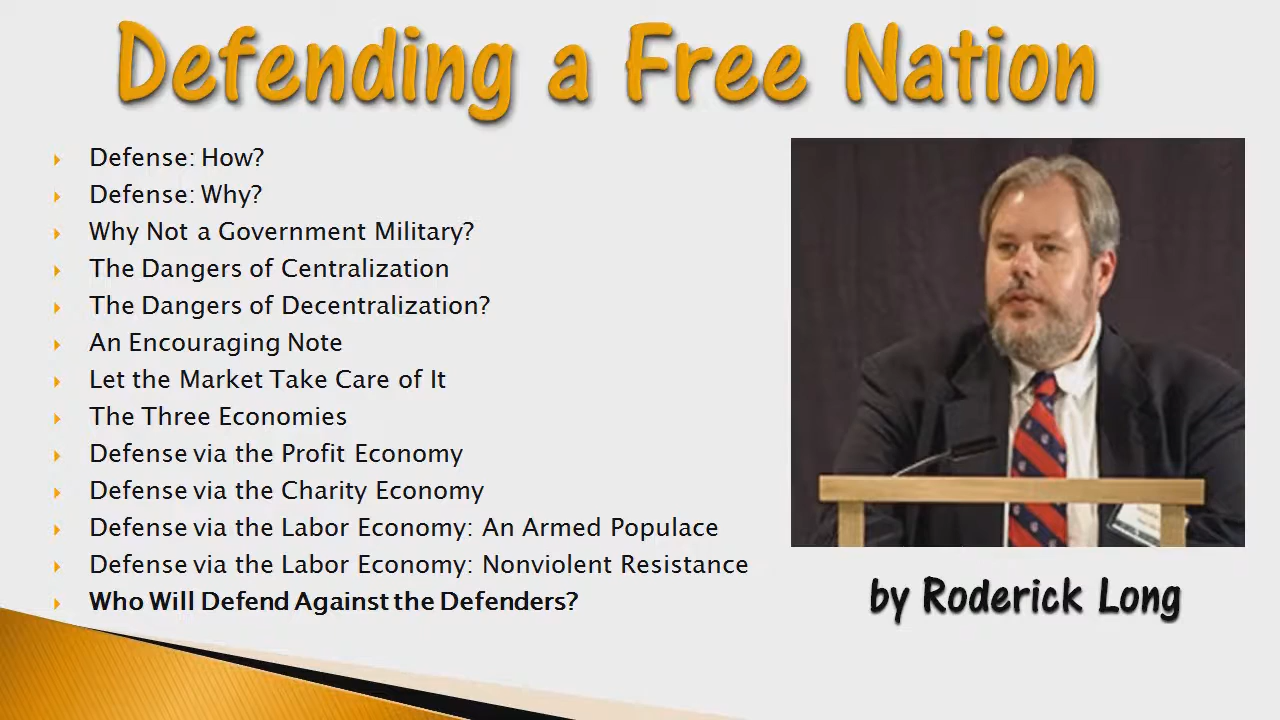 Defending a Free Nation
Defense: How?
Defense: Why?
Why Not a Government Military?
The Dangers of Centralization
The Dangers of Decentralization?
An Encouraging Note
Let the Market Take Care of It
The Three Economies
Defense via the Profit Economy
Defense via the Charity Economy
Defense via the Labor Economy: An Armed Populace
Defense via the Labor Economy: Nonviolent Resistance
Who Will Defend Against the Defenders?
by Roderick Long